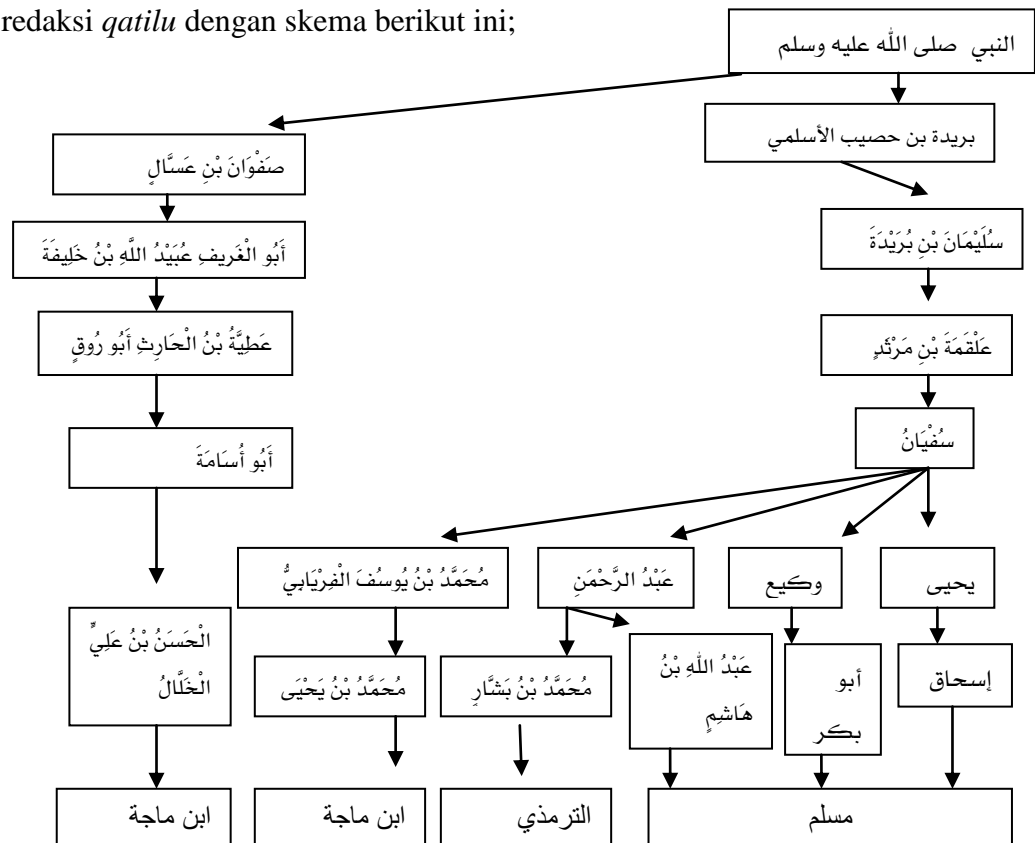 redaksi qatilu dengan skema berikut ini;
النبي صلى الله عليه وسلم
بريدة بن حصيب الأسلمي
صَفْوَانَ بْنِ عَسَّالٍ
سُلَيْمَانَ بْنِ بُرَيْدَةَ
أَبُو الْغَرِيفِ عُبَيْدُ اللَّهِ بْنُ خَلِيفَةَ
عَلْقَمَةَ بْنِ مَرْثَدٍ
عَطِيَّةُ بْنُ الْحَارِثِ أَبُو رُوقٍ
سُفْيَانُ
أَبُو أُسَامَةَ
يحيى
وكيع
عَبْدُ الرَّحْمَنِ
مُحَمَّدُ بْنُ يُوسُفَ الْفِرْيَابِيُّ
الْحَسَنُ بْنُ عَلِيٍّ
الْخَلَّالُ
إسحاق
أبو
بكر
عَبْدُ اللهِ بْنُ
هَاشِمٍ
مُحَمَّدُ بْنُ بَشَّارٍ
مُحَمَّدُ بْنُ يَحْيَى
مسلم
الترمذي
ابن ماجة
ابن ماجة